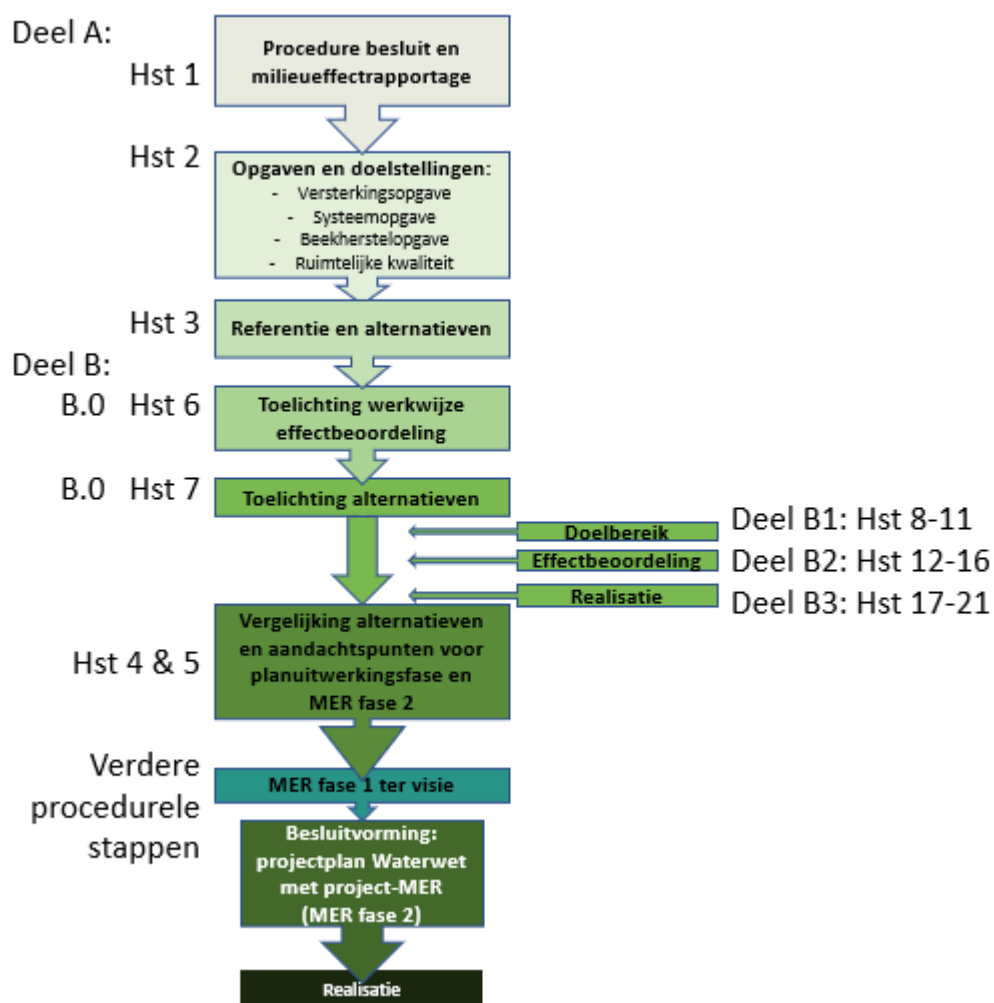 Deel A:
Hst 1
Procedure besluit en
milieueffectrapportage
Hst 2
Opgaven en doelstellingen:
- Versterkingsopgave
- Systeemopgave
- Beekherstelopgave
- Ruimtelijke kwaliteit
Hst 3
Referentie en alternatieven
Deel B:
B.0 Hst 6
Toelichting werkwijze
effectbeoordeling
B.0 Hst 7
Toelichting alternatieven
Doelbereik
Deel B1: Hst 8-11
Effectbeoordeling
Deel B2: Hst 12-16
Realisatie
Deel B3: Hst 17-21
Hst 4 & 5
Vergelijking alternatieven
en aandachtspunten voor
planuitwerkingsfase en
MER fase 2
Verdere
procedurele
stappen
MER fase 1 ter visie
Besluitvorming:
projectplan Waterwet
met project-MER
(MER fase 2)
Realisatie